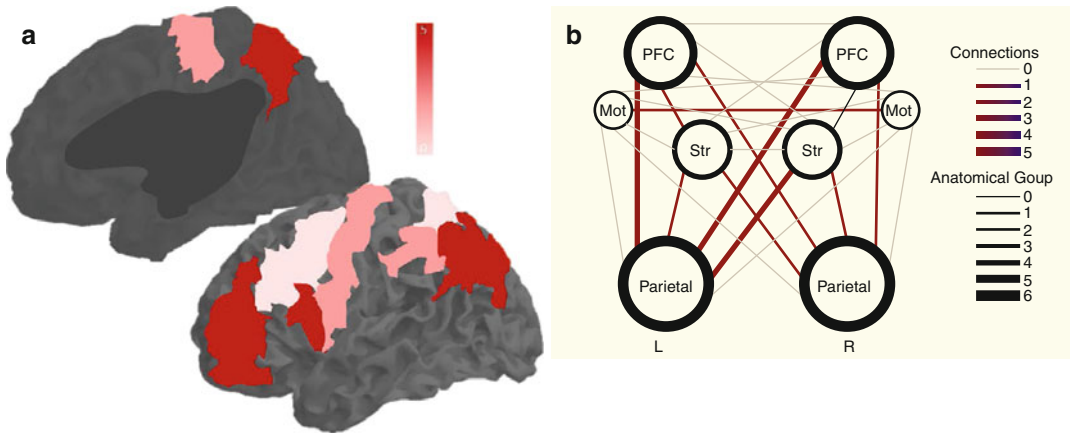 a
5
0
b
PFC
PFC
Mot
Mot
Str
Str
Parietal
Parietal
L
R
Connections
0
1
2
3
4
5
Anatomical Goup
0
1
2
3
4
5
6